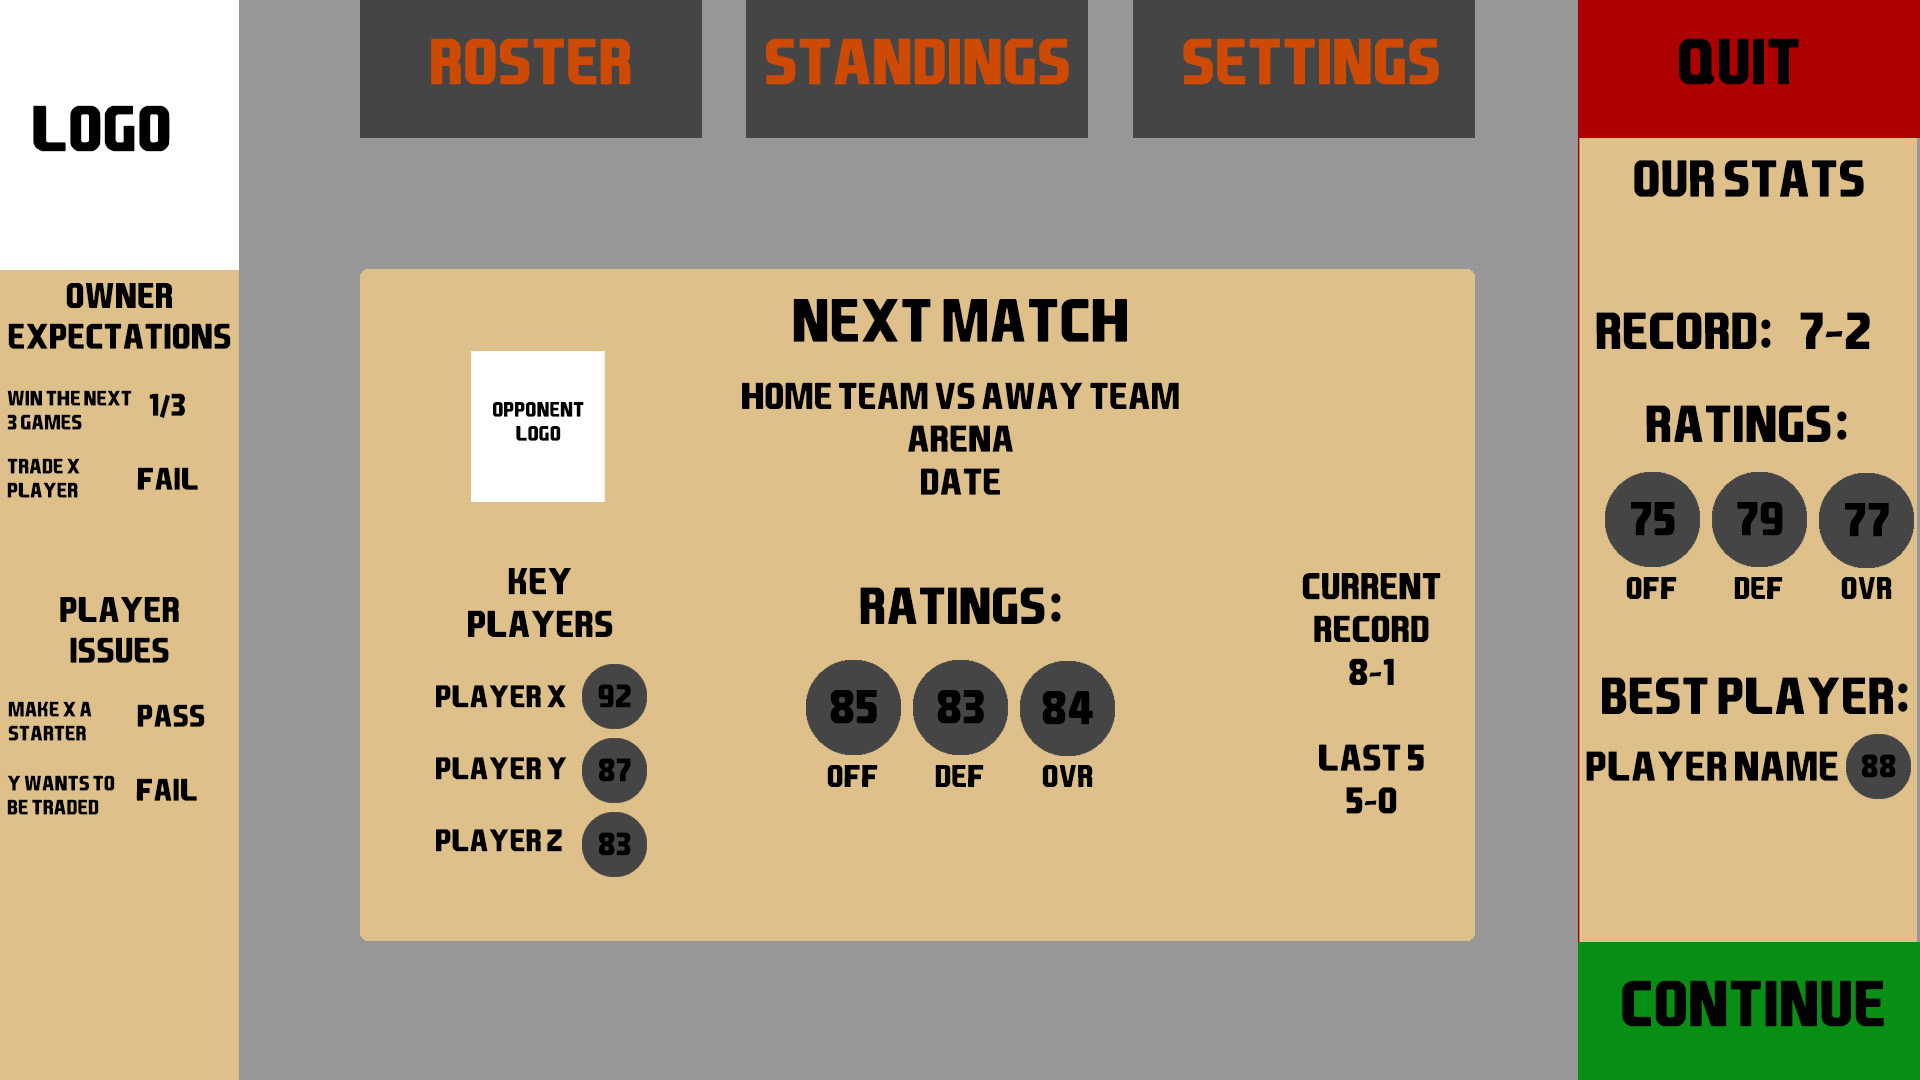 LOGO
ROSTER
STANDINGS
SETTINGS
QUIT
OWNER
EXPECTATIONS
WIN THE NEXT
3 GAMES
1/3
TRADE X
PLAYER
FAIL
PLAYER
ISSUES
MAKE X A
STARTER
PASS
Y WANTS TO
BE TRADED
FAIL
NEXT MATCH
OPPONENT
LOGO
HOME TEAM VS AWAY TEAM
ARENA
DATE
KEY
PLAYERS
PLAYER X 92
PLAYER Y 87
PLAYER Z 83
RATINGS:
85 83 84
OFF DEF OVR
CURRENT
RECORD
8-1
LAST 5
5-0
OUR STATS
RECORD: 7-2
RATINGS:
75 79 77
OFF DEF OVR
BEST PLAYER:
PLAYER NAME 88
CONTINUE